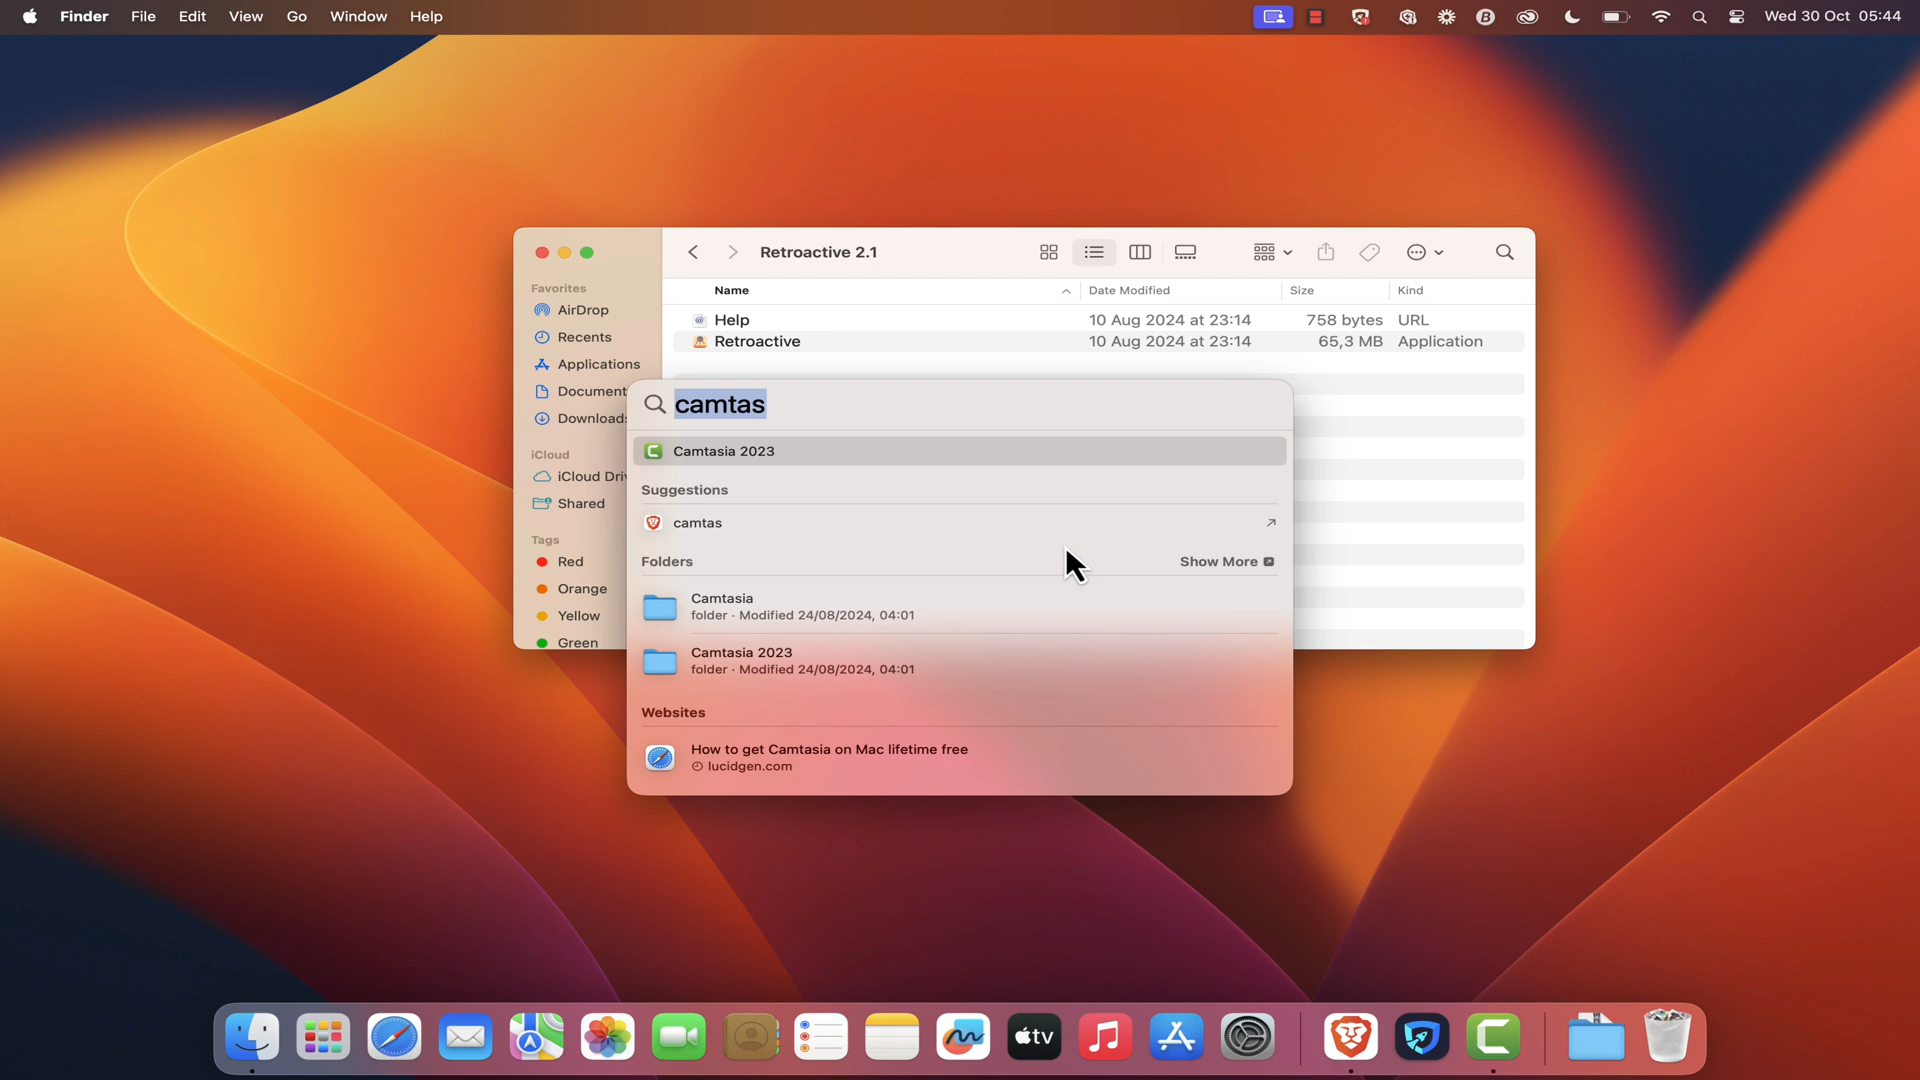 Finder File Edit View Go Window Help Wed 30 Oct 05:44
Retroactive 2.1
Favorites
AirDrop
Recents
Applications
Document
Downloads
iCloud
iCloud Driv
Shared
Tags
Red
Orange
Yellow
Green
Name Date Modified Size Kind
Help 10 Aug 2024 at 23:14 758 bytes URL
Retroactive 10 Aug 2024 at 23:14 65,3 MB Application
camtas
Camtasia 2023
Suggestions
camtas
Folders Show More
Camtasia
folder · Modified 24/08/2024, 04:01
Camtasia 2023
folder · Modified 24/08/2024, 04:01
Websites
How to get Camtasia on Mac lifetime free
lucidgen.com
tv